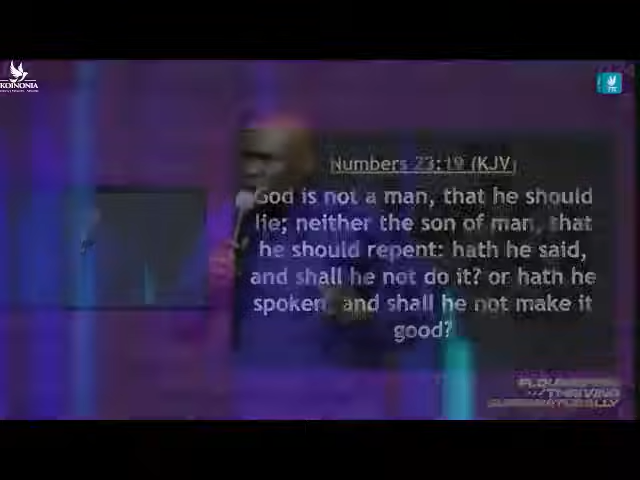 KOINONIA
Numbers 23:19 (KJV)
God is not a man, that he should
lie; neither the son of man, that
he should repent: hath he said,
and shall he not do it? or hath he
spoken, and shall he not make it
good?
THRIVING
SUPERNATURALLY